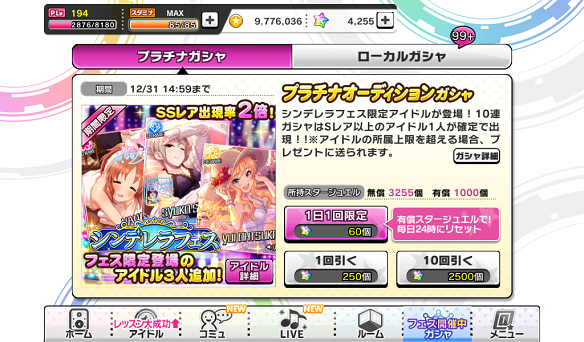 PLv 194
2876/8180
スタミナ MAX
85/85
9,776,036
4,255
プラチナガシャ
ローカルガシャ
99+
期間 12/31 14:59まで
期間限定
SSレア出現率2倍!
シンデレラフェス
フェス限定登場の
アイドル3人追加!
アイドル
詳細
プラチナオーディションガシャ
シンデレラフェス限定アイドルが登場!10連
ガシャはSレア以上のアイドル1人が確定で出
現!!※アイドルの所属上限を超える場合、プ
レゼントに送られます。
ガシャ詳細
所持スタージュエル 無償 3255個 有償 1000個
1日1回限定
60個
有償スタージュエルで!
毎日24時にリセット
1回引く
250個
10回引く
2500個
ホーム
レッスン大成功
アイドル
NEW
コミュ
NEW
LIVE
ルーム
フェス開催中
ガシャ
メニュー